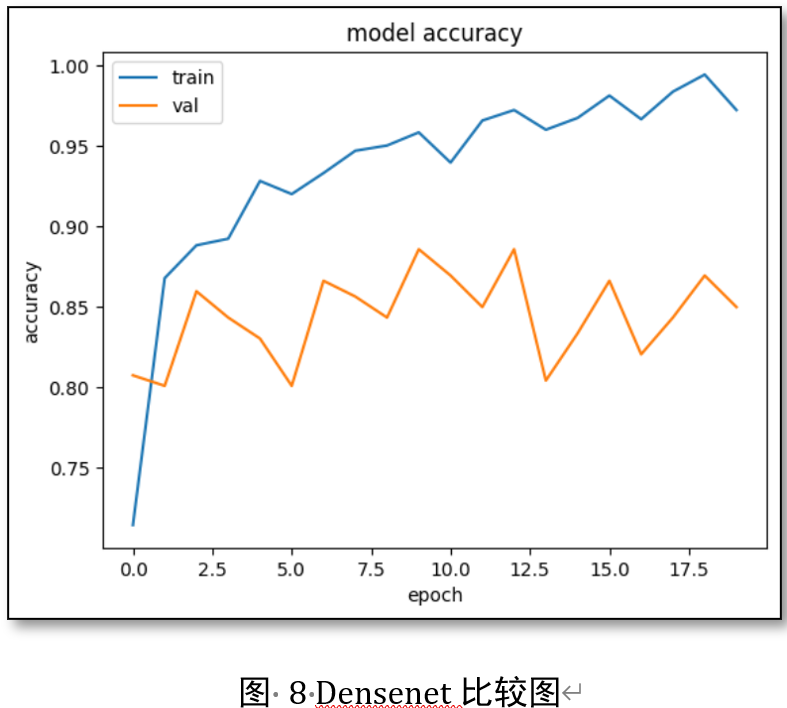 model accuracy
1.00
train
val
0.95
0.90
0.85
0.80
0.75
accuracy
0.0 2.5 5.0 7.5 10.0 12.5 15.0 17.5
epoch
图· 8·Densenet 比较图↵